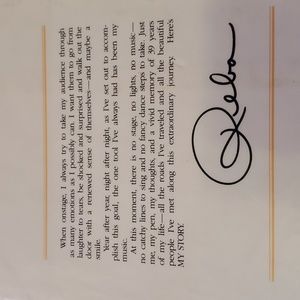 When onstage, I always try to take my audience through
as many emotions as I possibly can. I want them to go from
laughter to tears, be shocked and surprised and walk out the
door with a renewed sense of themselves—and maybe a
smile.
Year after year, night after night, as I've set out to accom-
plish this goal, the one tool I've always had has been my
music.
At this moment, there is no stage, no lights, no music—
no catchy lines to sing and no fancy dance steps to take. Just
me, my pen, my thoughts, and a vivid memory of 39 years
of my life—all the roads I've traveled and all the beautiful
people I've met along this extraordinary journey. Here's
MY STORY.
Reba